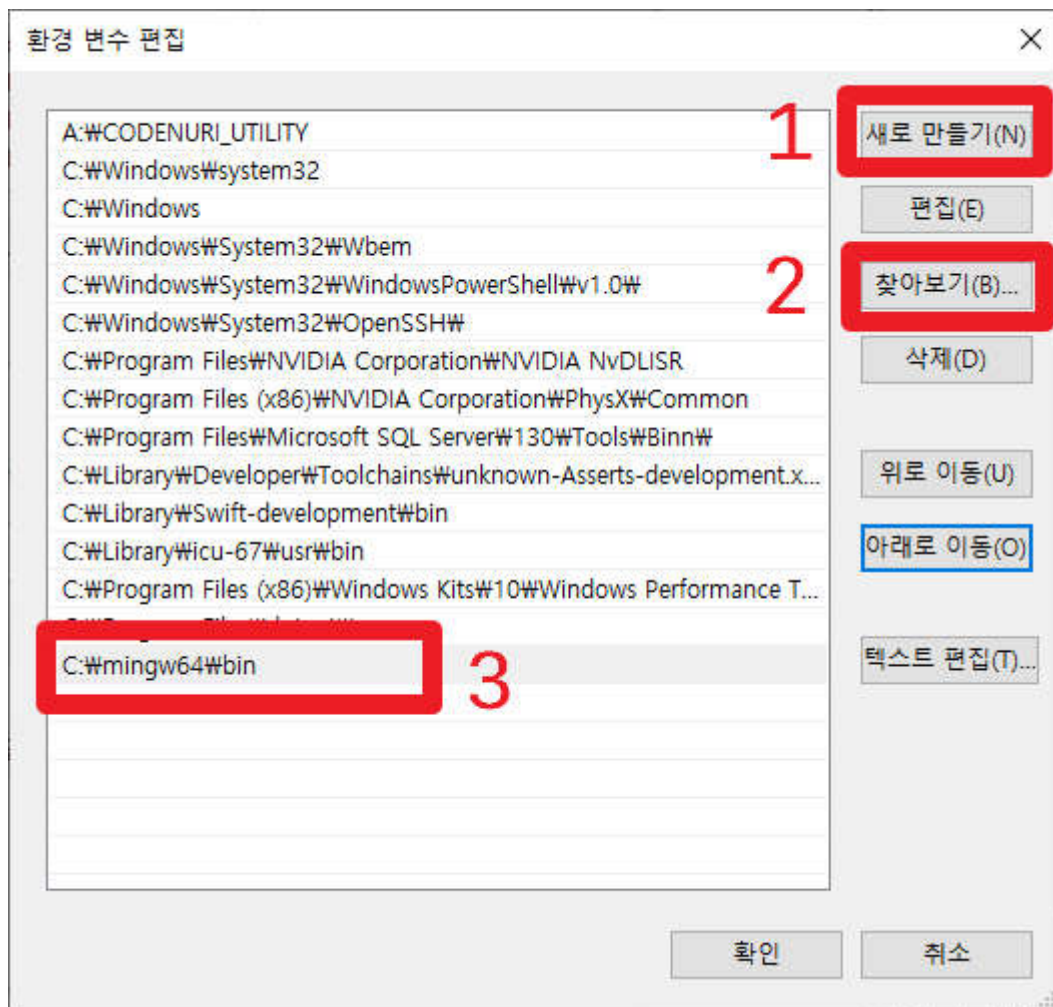 환경 변수 편집
A:₩CODENURI_UTILITY
C:₩Windows₩system32
C:₩Windows
C:₩Windows₩System32₩Wbem
C:₩Windows₩System32₩WindowsPowerShell₩v1.0₩
C:₩Windows₩System32₩OpenSSH₩
C:₩Program Files₩NVIDIA Corporation₩NVIDIA NvDLISR
C:₩Program Files (x86)₩NVIDIA Corporation₩PhysX₩Common
C:₩Program Files₩Microsoft SQL Server₩130₩Tools₩Binn₩
C:₩Library₩Developer₩Toolchains₩unknown-Asserts-development.x...
C:₩Library₩Swift-development₩bin
C:₩Library₩icu-67₩usr₩bin
C:₩Program Files (x86)₩Windows Kits₩10₩Windows Performance T...
C:₩mingw64₩bin
3
1
새로 만들기(N)
편집(E)
2
찾아보기(B)...
삭제(D)
위로 이동(U)
아래로 이동(O)
텍스트 편집(T)...
확인
취소